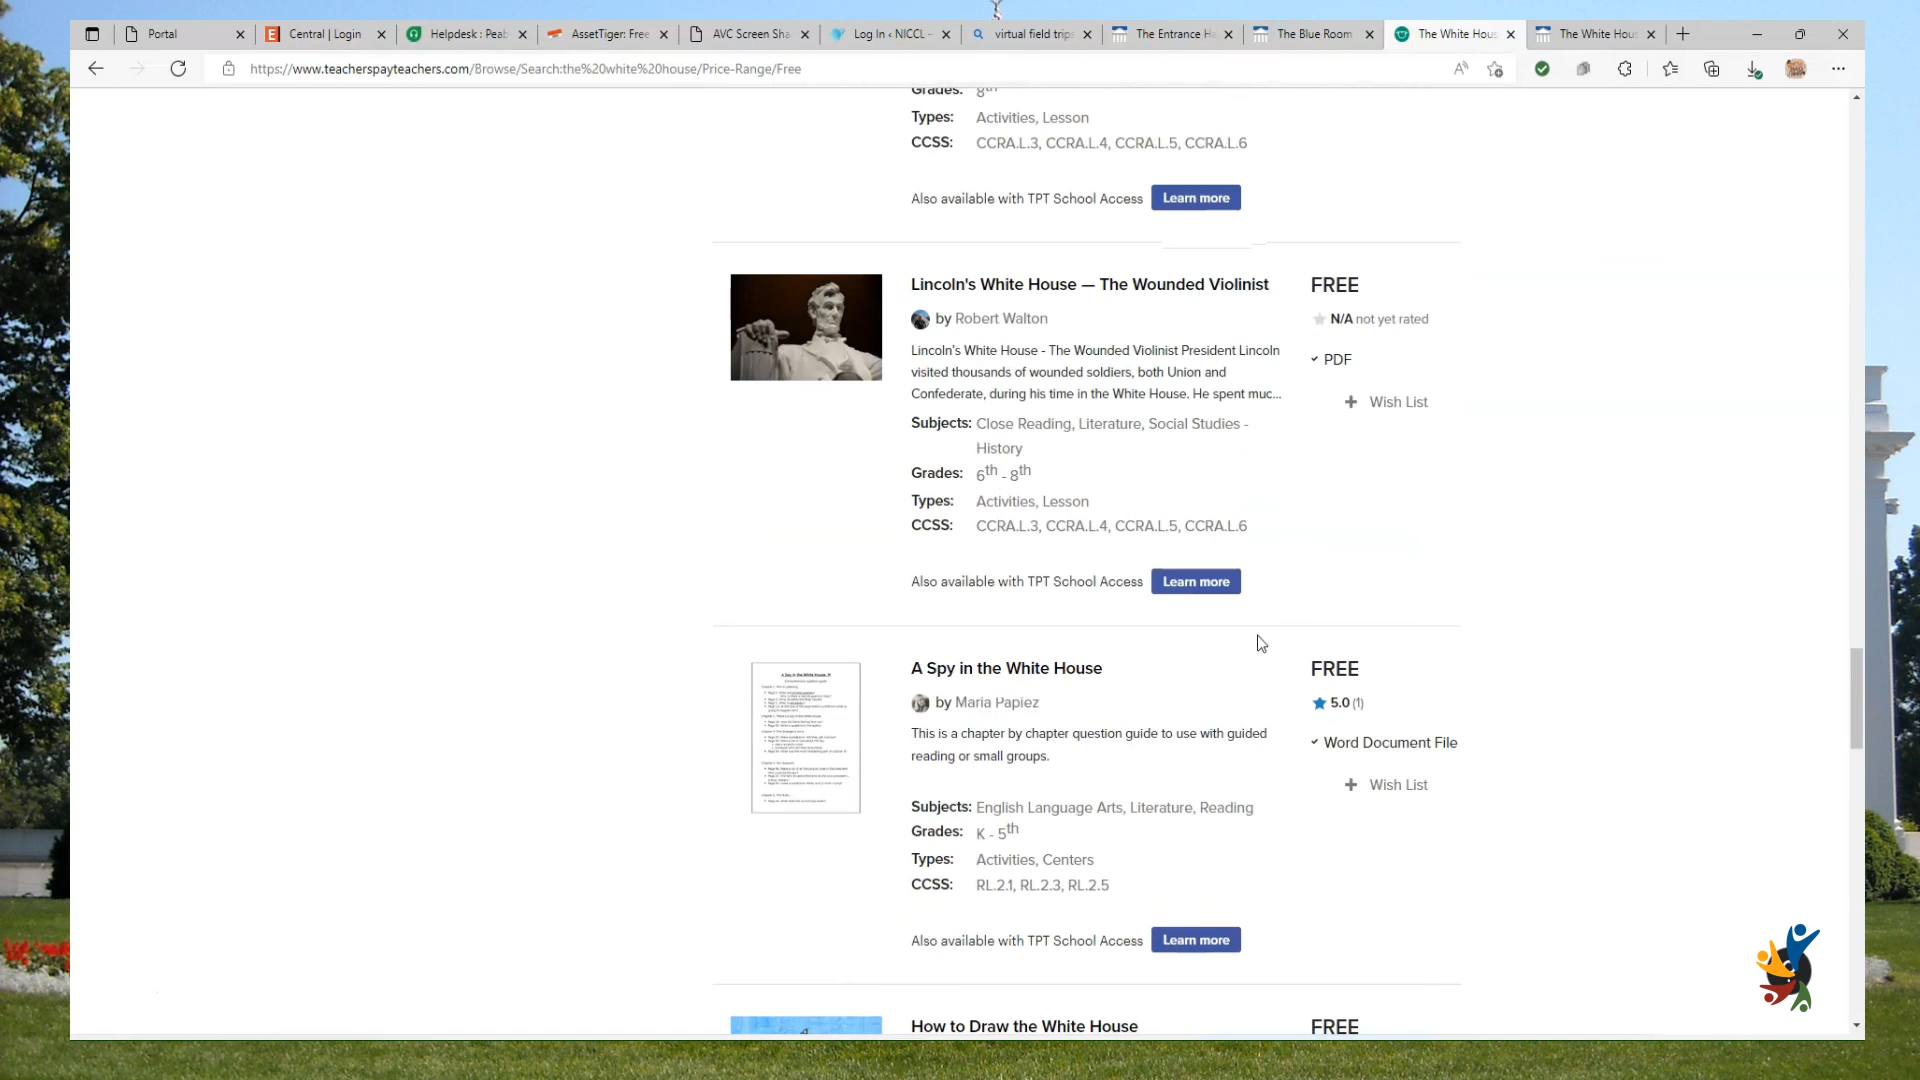 Portal
Central | Login
Helpdesk : Peab
AssetTiger: Free
AVC Screen Sha
Log In ‹ NICCL –
virtual field trips
The Entrance Ha
The Blue Room
The White Hous
The White Hous
https://www.teacherspayteachers.com/Browse/Search:the%20white%20house/Price-Range/Free
Grades: 8th
Types: Activities, Lesson
CCSS: CCRA.L.3, CCRA.L.4, CCRA.L.5, CCRA.L.6
Also available with TPT School Access Learn more
Lincoln's White House — The Wounded Violinist
FREE
by Robert Walton
N/A not yet rated
Lincoln's White House - The Wounded Violinist President Lincoln
visited thousands of wounded soldiers, both Union and
Confederate, during his time in the White House. He spent muc...
PDF
Wish List
Subjects: Close Reading, Literature, Social Studies -
History
Grades: 6th - 8th
Types: Activities, Lesson
CCSS: CCRA.L.3, CCRA.L.4, CCRA.L.5, CCRA.L.6
Also available with TPT School Access Learn more
A Spy in the White House
FREE
by Maria Papiez
5.0 (1)
This is a chapter by chapter question guide to use with guided
reading or small groups.
Word Document File
Wish List
Subjects: English Language Arts, Literature, Reading
Grades: K - 5th
Types: Activities, Centers
CCSS: RL.2.1, RL.2.3, RL.2.5
Also available with TPT School Access Learn more
How to Draw the White House
FREE